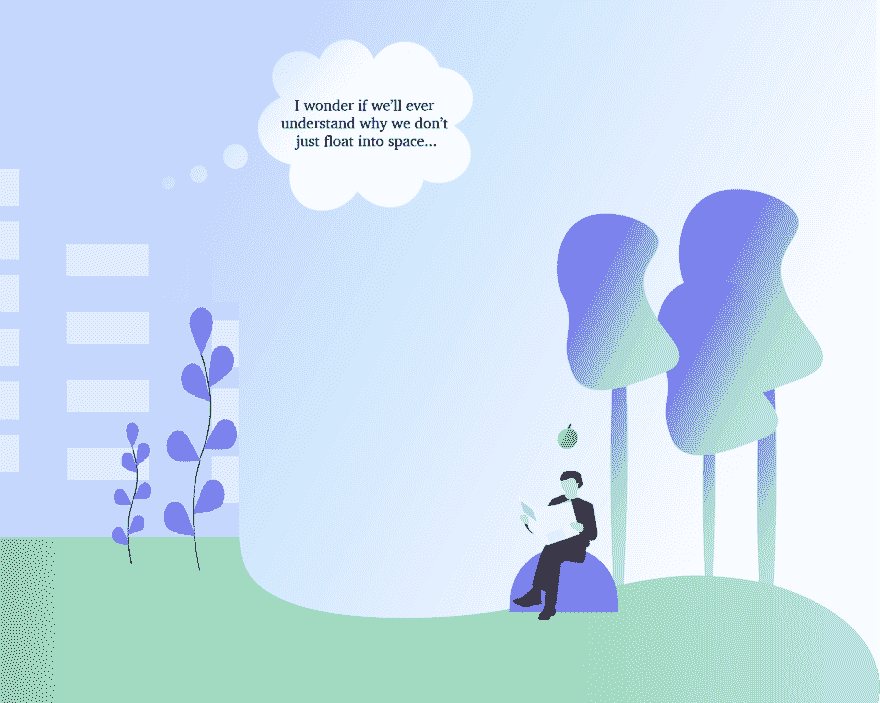 I wonder if we’ll ever
understand why we don’t
just float into space...